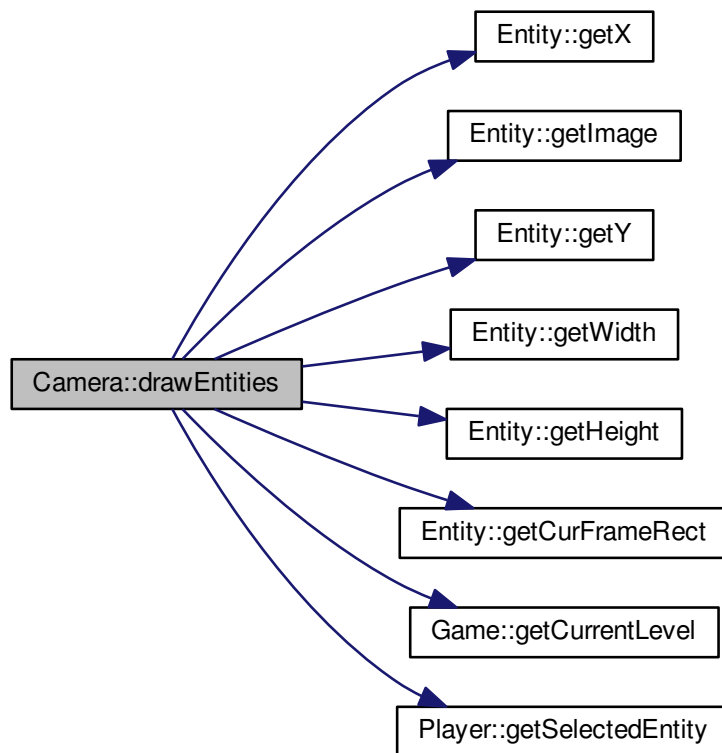 Entity::getX
Entity::getImage
Entity::getY
Entity::getWidth
Camera::drawEntities
Entity::getHeight
Entity::getCurFrameRect
Game::getCurrentLevel
Player::getSelectedEntity